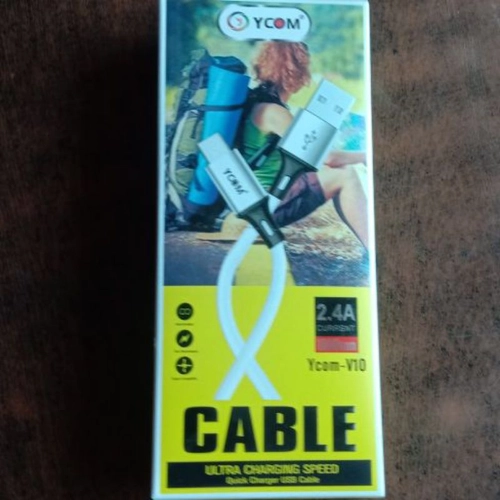 YCOM®
YCOM
2.4A
CURRENT
Ycom-V10
CABLE
ULTRA CHARGING SPEED
Quick Charger USB Cable